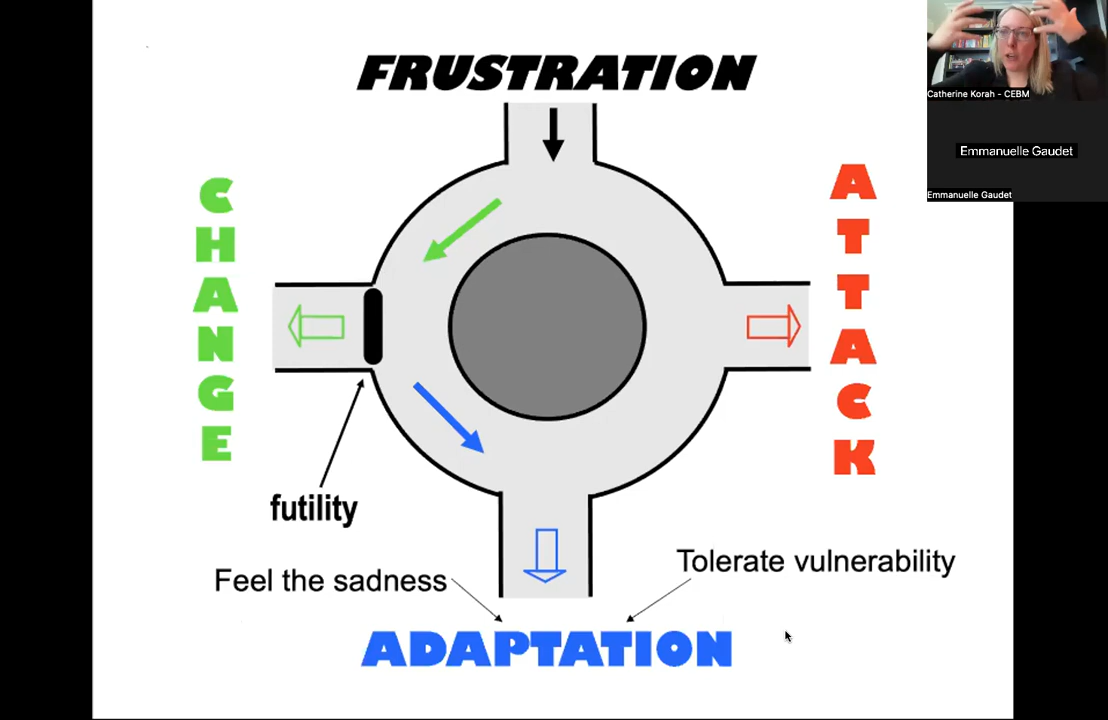 FRUSTRATION
CHANGE
ATTACK
futility
Feel the sadness
Tolerate vulnerability
ADAPTATION
Catherine Korah - CEBM
Emmanuelle Gaudet
Emmanuelle Gaudet